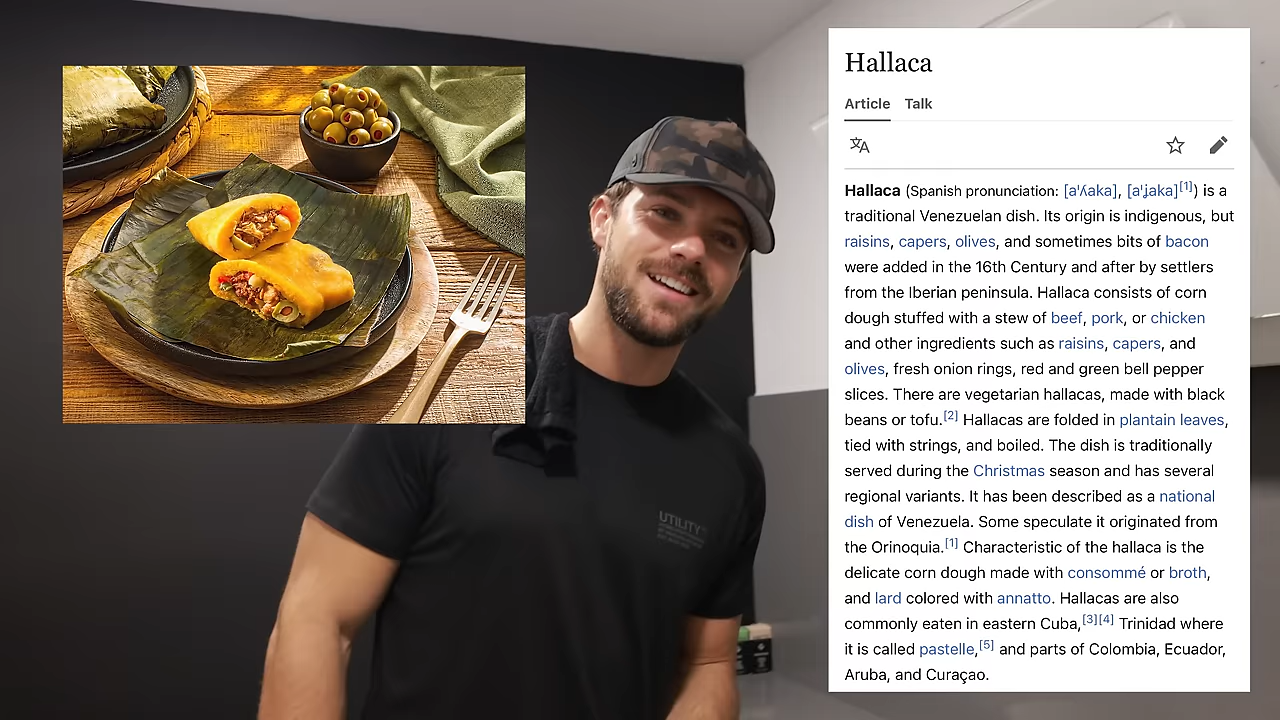 Hallaca
Article Talk
Hallaca (Spanish pronunciation: [aˈʎaka], [aˈʝaka][1]) is a
traditional Venezuelan dish. Its origin is indigenous, but
raisins, capers, olives, and sometimes bits of bacon
were added in the 16th Century and after by settlers
from the Iberian peninsula. Hallaca consists of corn
dough stuffed with a stew of beef, pork, or chicken
and other ingredients such as raisins, capers, and
olives, fresh onion rings, red and green bell pepper
slices. There are vegetarian hallacas, made with black
beans or tofu.[2] Hallacas are folded in plantain leaves,
tied with strings, and boiled. The dish is traditionally
served during the Christmas season and has several
regional variants. It has been described as a national
dish of Venezuela. Some speculate it originated from
the Orinoquia.[1] Characteristic of the hallaca is the
delicate corn dough made with consommé or broth,
and lard colored with annatto. Hallacas are also
commonly eaten in eastern Cuba,[3][4] Trinidad where
it is called pastelle,[5] and parts of Colombia, Ecuador,
Aruba, and Curaçao.
UTILITY